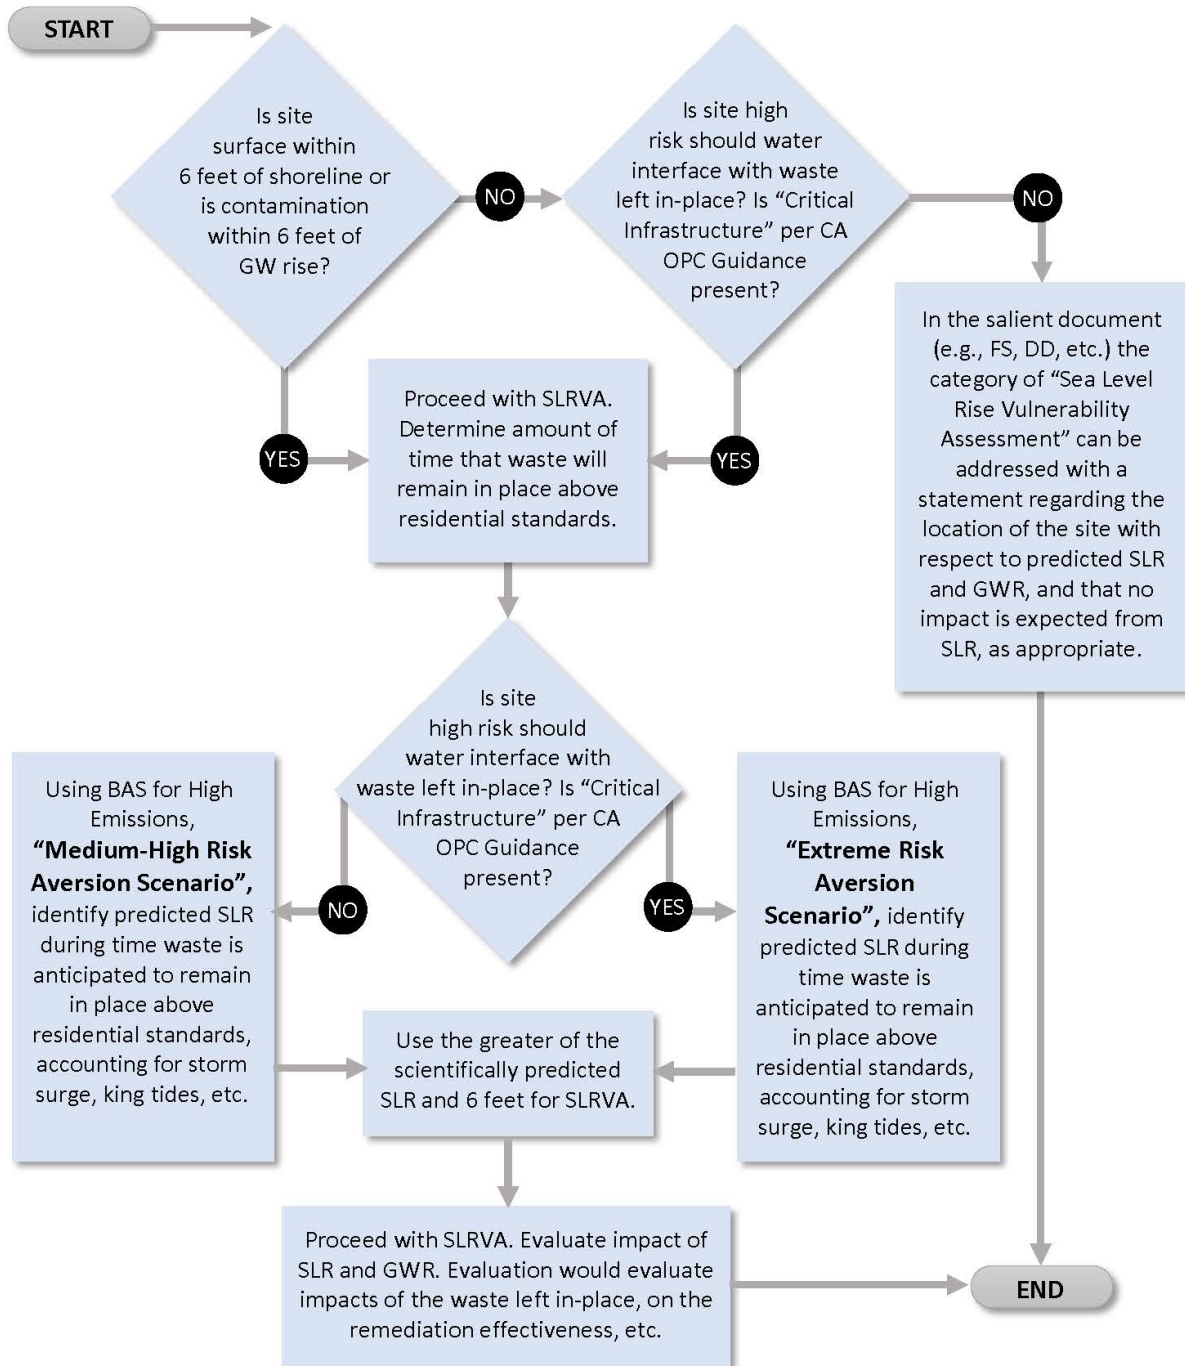 START
Is site
surface within
6 feet of shoreline or
is contamination
within 6 feet of
GW rise?
NO
Is site high
risk should water
interface with waste
left in-place? Is “Critical
Infrastructure” per CA
OPC Guidance
present?
NO
In the salient document
(e.g., FS, DD, etc.) the
category of “Sea Level
Rise Vulnerability
Assessment” can be
addressed with a
statement regarding the
location of the site with
respect to predicted SLR
and GWR, and that no
impact is expected from
SLR, as appropriate.
YES
Proceed with SLRVA.
Determine amount of
time that waste will
remain in place above
residential standards.
YES
Is site
high risk should
water interface with
waste left in-place? Is “Critical
Infrastructure” per CA
OPC Guidance
present?
NO
YES
Using BAS for High
Emissions,
“Medium-High Risk
Aversion Scenario”,
identify predicted SLR
during time waste is
anticipated to remain
in place above
residential standards,
accounting for storm
surge, king tides, etc.
Using BAS for High
Emissions,
“Extreme Risk
Aversion
Scenario”, identify
predicted SLR during
time waste is
anticipated to remain
in place above
residential standards,
accounting for storm
surge, king tides, etc.
Use the greater of the
scientifically predicted
SLR and 6 feet for SLRVA.
Proceed with SLRVA. Evaluate impact of
SLR and GWR. Evaluation would evaluate
impacts of the waste left in-place, on the
remediation effectiveness, etc.
END